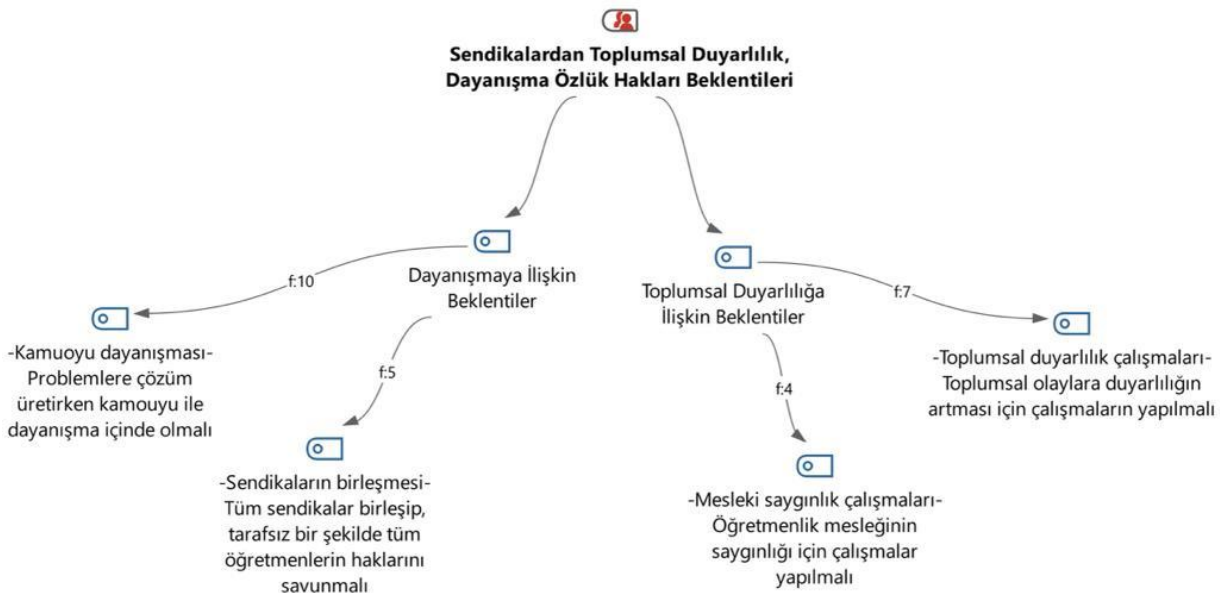 Sendikalardan Toplumsal Duyarlılık,
Dayanışma Özlük Hakları Beklentileri
Dayanışmaya İlişkin
Beklentiler
f:10
-Kamuoyu dayanışması-
Problemlere çözüm
üretirken kamouyu ile
dayanışma içinde olmalı
f:5
-Sendikaların birleşmesi-
Tüm sendikalar birleşip,
tarafsız bir şekilde tüm
öğretmenlerin haklarını
savunmalı
Toplumsal Duyarlılığa
İlişkin Beklentiler
f:4
-Mesleki saygınlık çalışmaları-
Öğretmenlik mesleğinin
saygınlığı için çalışmalar
yapılmalı
f:7
-Toplumsal duyarlılık çalışmaları-
Toplumsal olaylara duyarlılığın
artması için çalışmaların yapılmalı